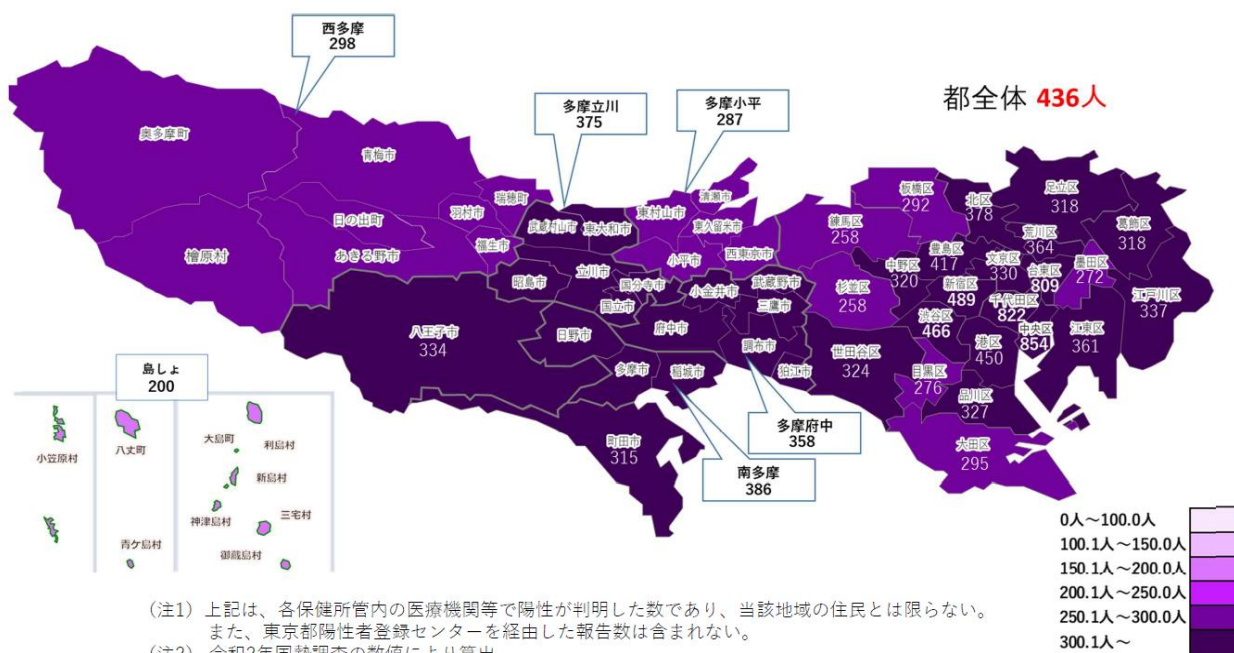 西多摩
298
多摩立川
375
多摩小平
287
都全体 436人
奥多摩町
青梅市
瑞穂町
羽村市
日の出町
福生市
あきる野市
檜原村
武蔵村山市
東大和市
東村山市
清瀬市
東久留米市
小平市
西東京市
昭島市
立川市
国分寺市
国立市
小金井市
武蔵野市
三鷹市
府中市
調布市
狛江市
八王子市
334
日野市
多摩市
稲城市
町田市
315
多摩府中
358
南多摩
386
板橋区
292
練馬区
258
北区
378
足立区
318
葛飾区
318
荒川区
364
豊島区
417
文京区
330
台東区
809
墨田区
272
中野区
320
杉並区
258
新宿区
489
千代田区
822
江戸川区
337
渋谷区
466
港区
450
中央区
854
江東区
361
世田谷区
324
目黒区
276
品川区
327
大田区
295
島しょ
200
小笠原村
八丈町
青ケ島村
大島町
利島村
新島村
神津島村
三宅村
御蔵島村
0人～100.0人
100.1人～150.0人
150.1人～200.0人
200.1人～250.0人
250.1人～300.0人
300.1人～
（注1）上記は、各保健所管内の医療機関等で陽性が判明した数であり、当該地域の住民とは限らない。
また、東京都陽性者登録センターを経由した報告数は含まれない。
（注2）令和2年国勢調査の数値により算出